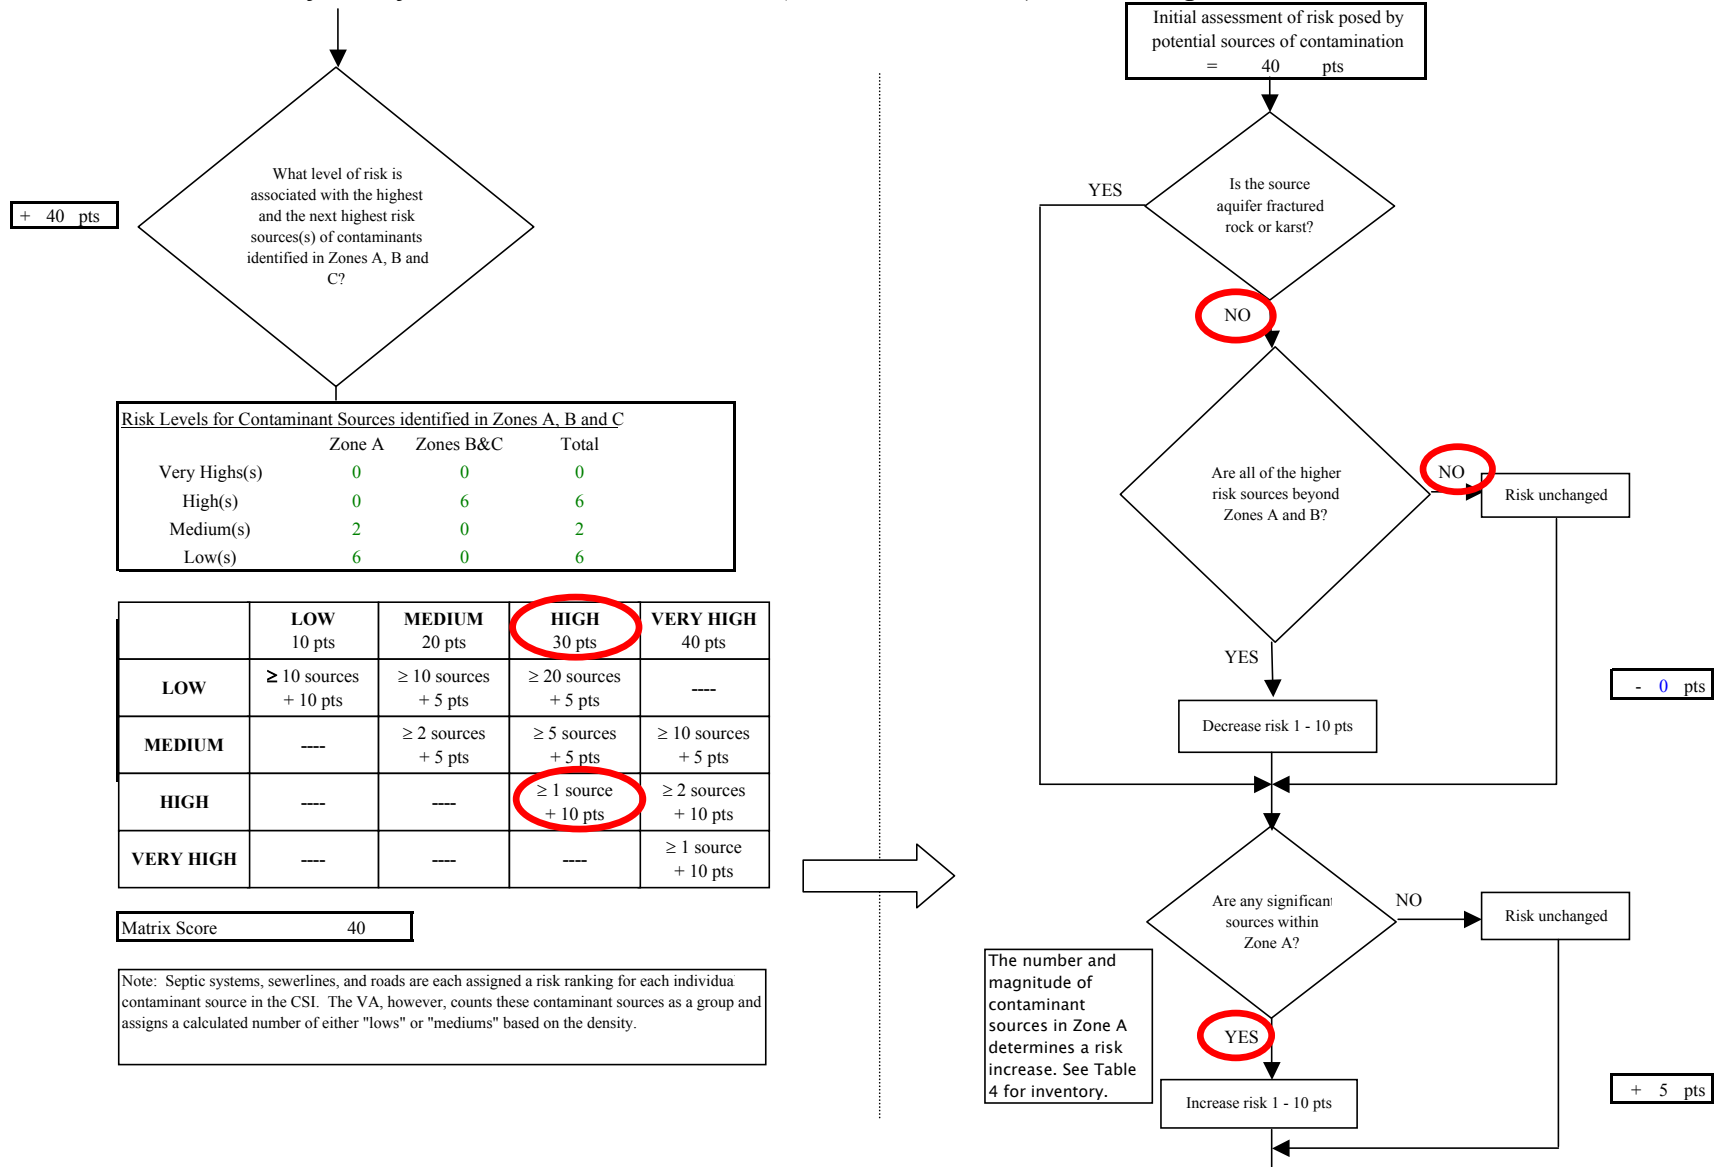 What level of risk is
associated with the highest
and the next highest risk
sources(s) of contaminants
identified in Zones A, B and
C?
+ 40 pts
Risk Levels for Contaminant Sources identified in Zones A, B and C
Zone A Zones B&C Total
Very Highs(s) 0 0 0
High(s) 0 6 6
Medium(s) 2 0 2
Low(s) 6 0 6
LOW MEDIUM HIGH VERY HIGH
10 pts 20 pts 30 pts 40 pts
LOW ≥ 10 sources ≥ 10 sources ≥ 20 sources ----
+ 10 pts + 5 pts + 5 pts
MEDIUM ---- ≥ 2 sources ≥ 5 sources ≥ 10 sources
+ 5 pts + 5 pts + 5 pts
HIGH ---- ---- ≥ 1 source ≥ 2 sources
+ 10 pts + 10 pts
VERY HIGH ---- ---- ---- ≥ 1 source
+ 10 pts
Matrix Score 40
Note: Septic systems, sewerlines, and roads are each assigned a risk ranking for each individua
contaminant source in the CSI. The VA, however, counts these contaminant sources as a group and
assigns a calculated number of either "lows" or "mediums" based on the density.
Initial assessment of risk posed by
potential sources of contamination
= 40 pts
Is the source
aquifer fractured
rock or karst?
YES
NO
Are all of the higher
risk sources beyond
Zones A and B?
NO
Risk unchanged
YES
Decrease risk 1 - 10 pts
- 0 pts
Are any significant
sources within
Zone A?
NO
Risk unchanged
The number and
magnitude of
contaminant
sources in Zone A
determines a risk
increase. See Table
4 for inventory.
YES
Increase risk 1 - 10 pts
+ 5 pts